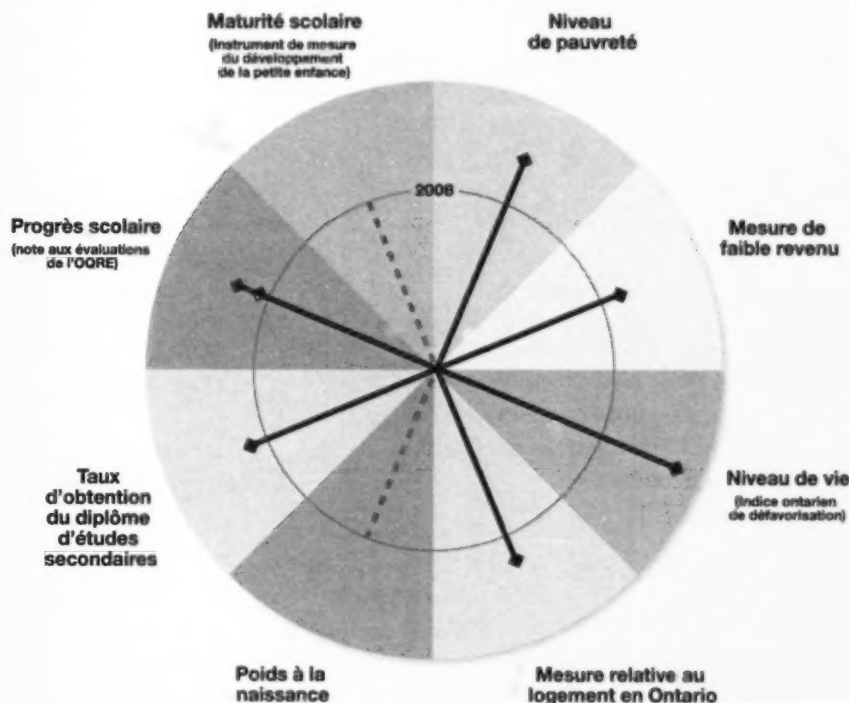 Maturité scolaire
(Instrument de mesure
du développement
de la petite enfance)
Niveau
de pauvreté
2008
Progrès scolaire
(note aux évaluations
de l'OQRE)
Mesure de
faible revenu
Taux
d'obtention
du diplôme
d'études
secondaires
Niveau de vie
(Indice ontarien
de défavorisation)
Poids à la
naissance
Mesure relative au
logement en Ontario